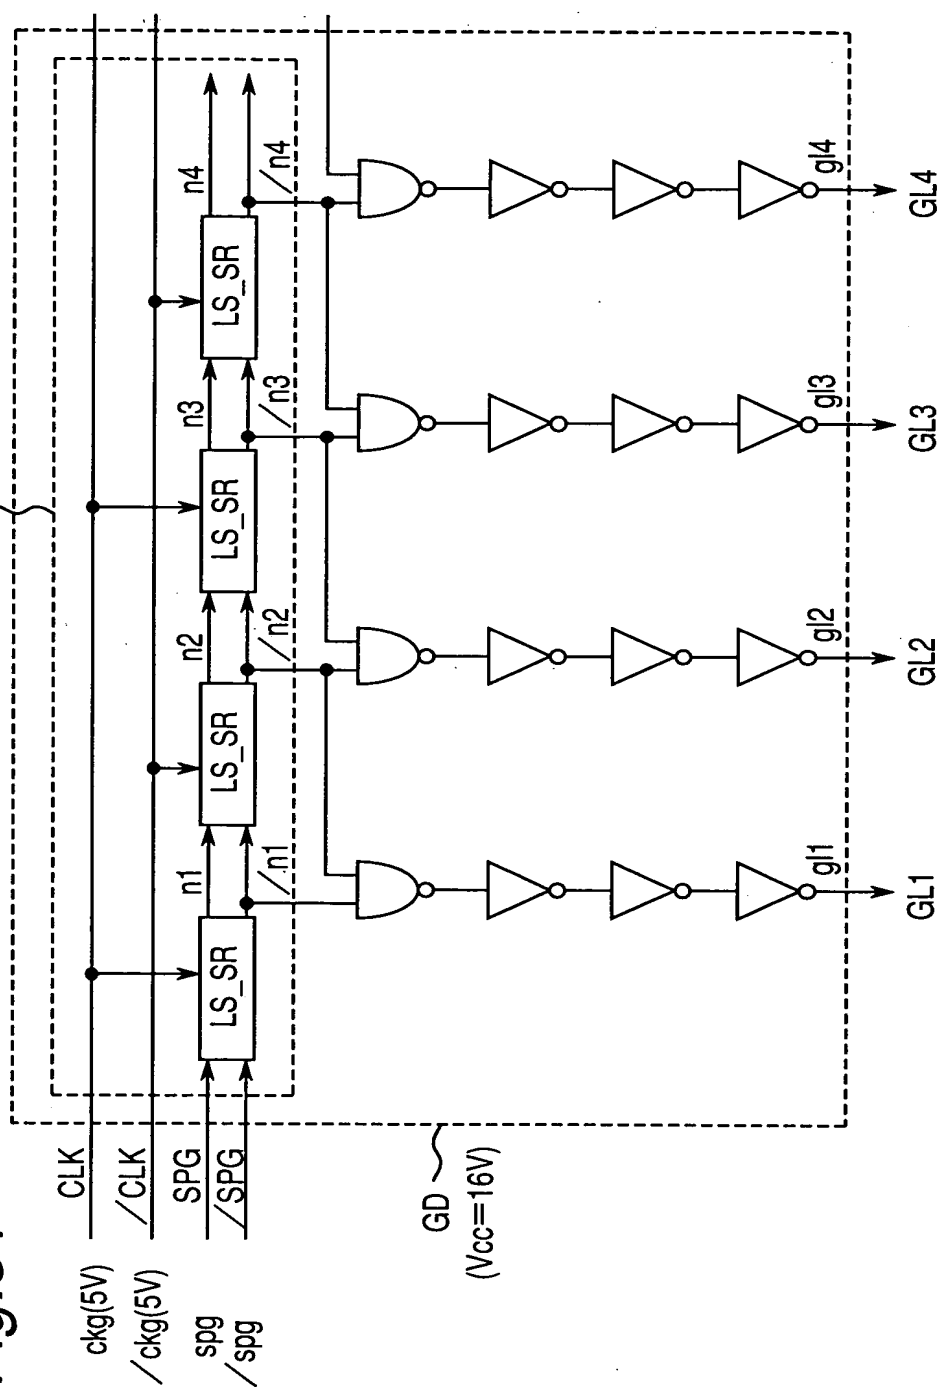 CLK
ckg(5V)
/CLK
/ckg(5V)
SPG
n1
n2
n3
n4
spg
/SPG
/spg
LS_SR
LS_SR
LS_SR
LS_SR
/n1
/n2
/n3
/n4
GD
(Vcc=16V)
gl1
gl2
gl3
gl4
GL1
GL2
GL3
GL4